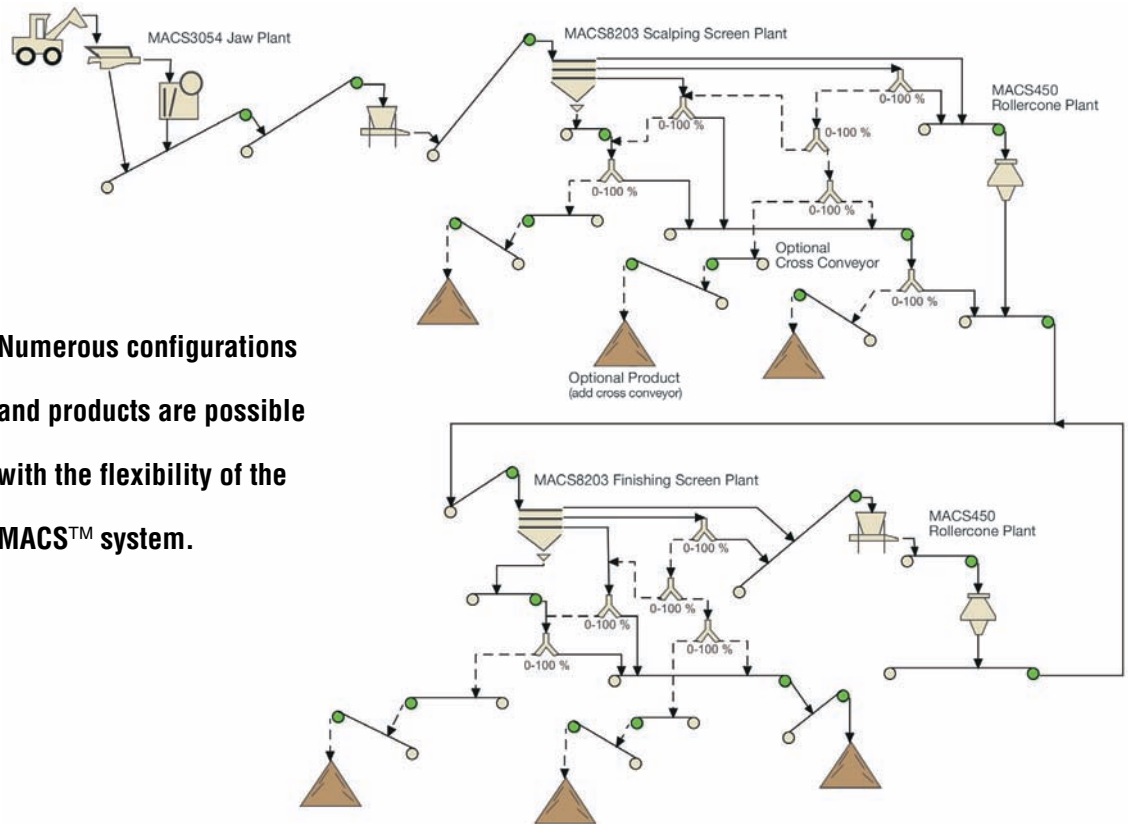 MACS3054 Jaw Plant
MACS8203 Scalping Screen Plant
MACS450
Rollercone Plant
0-100 %
0-100 %
0-100 %
0-100 %
0-100 %
Optional
Cross Conveyor
0-100 %
Optional Product
(add cross conveyor)
Numerous configurations
and products are possible
with the flexibility of the
MACS™ system.
MACS8203 Finishing Screen Plant
MACS450
Rollercone Plant
0-100 %
0-100 %
0-100 %
0-100 %
0-100 %